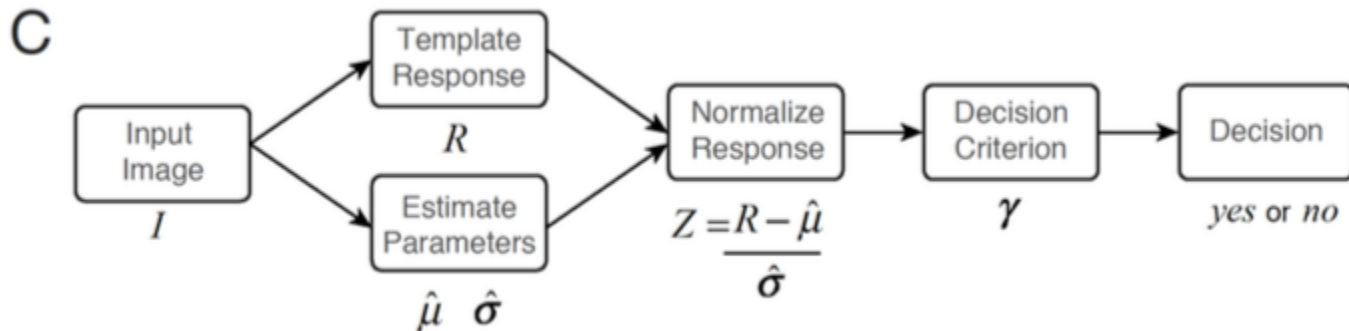 C
Input
Image
I
Template
Response
R
Estimate
Parameters
μ̂ σ̂
Normalize
Response
Z = R − μ̂
σ̂
Decision
Criterion
γ
Decision
yes or no